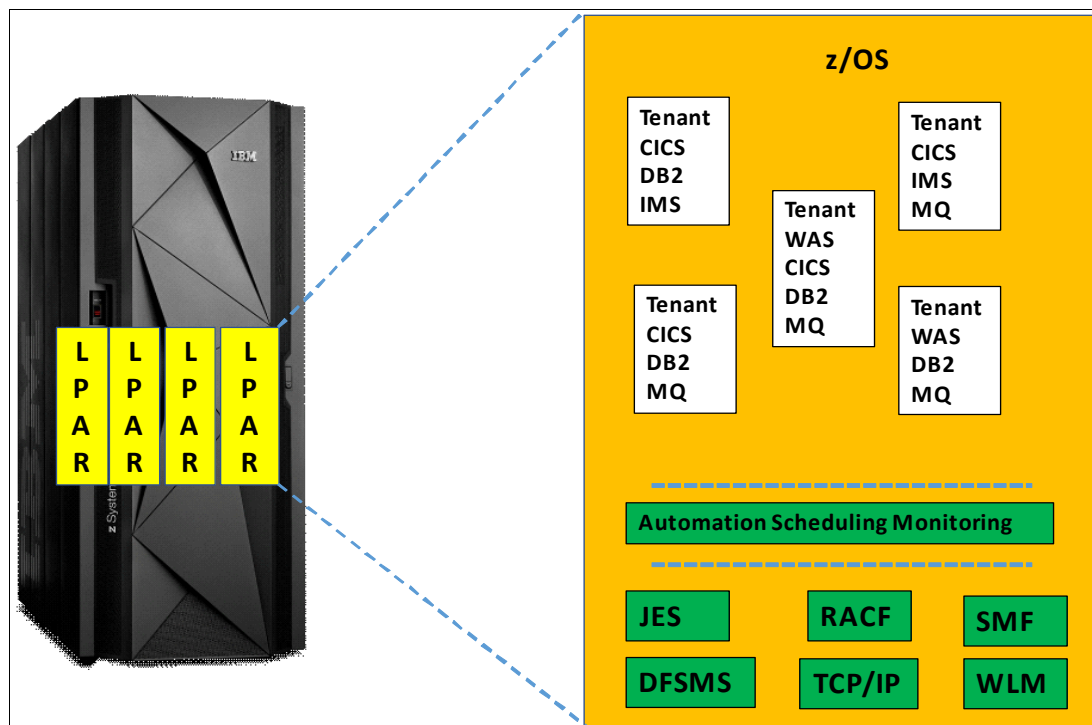 IBM
L
P
A
R
L
P
A
R
L
P
A
R
L
P
A
R
z System
z/OS
Tenant
CICS
DB2
IMS
Tenant
CICS
IMS
MQ
Tenant
WAS
CICS
DB2
MQ
Tenant
CICS
DB2
MQ
Tenant
WAS
DB2
MQ
Automation Scheduling Monitoring
JES
RACF
SMF
DFSMS
TCP/IP
WLM